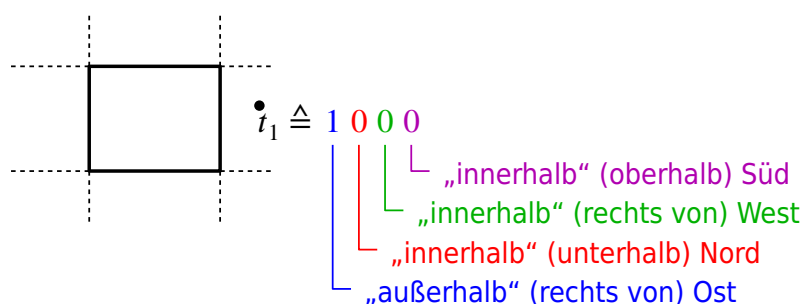 t₁ ≙ 1 0 0 0
„innerhalb“ (oberhalb) Süd
„innerhalb“ (rechts von) West
„innerhalb“ (unterhalb) Nord
„außerhalb“ (rechts von) Ost